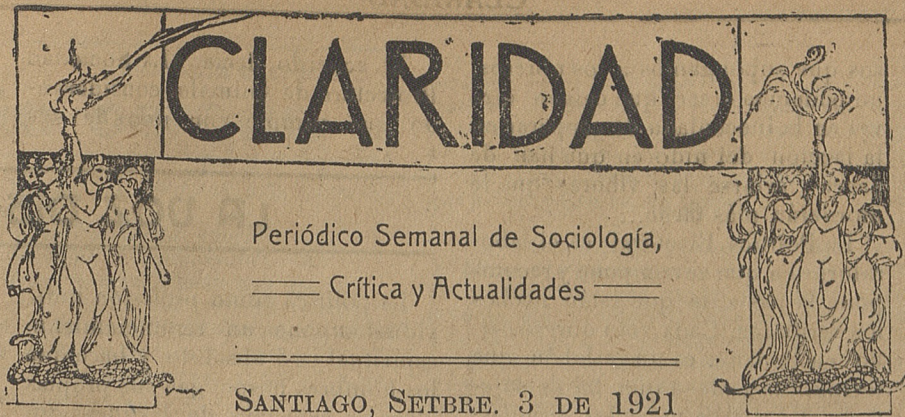 CLARIDAD
Periódico Semanal de Sociología,
Crítica y Actualidades
SANTIAGO, SETBRE. 3 DE 1921